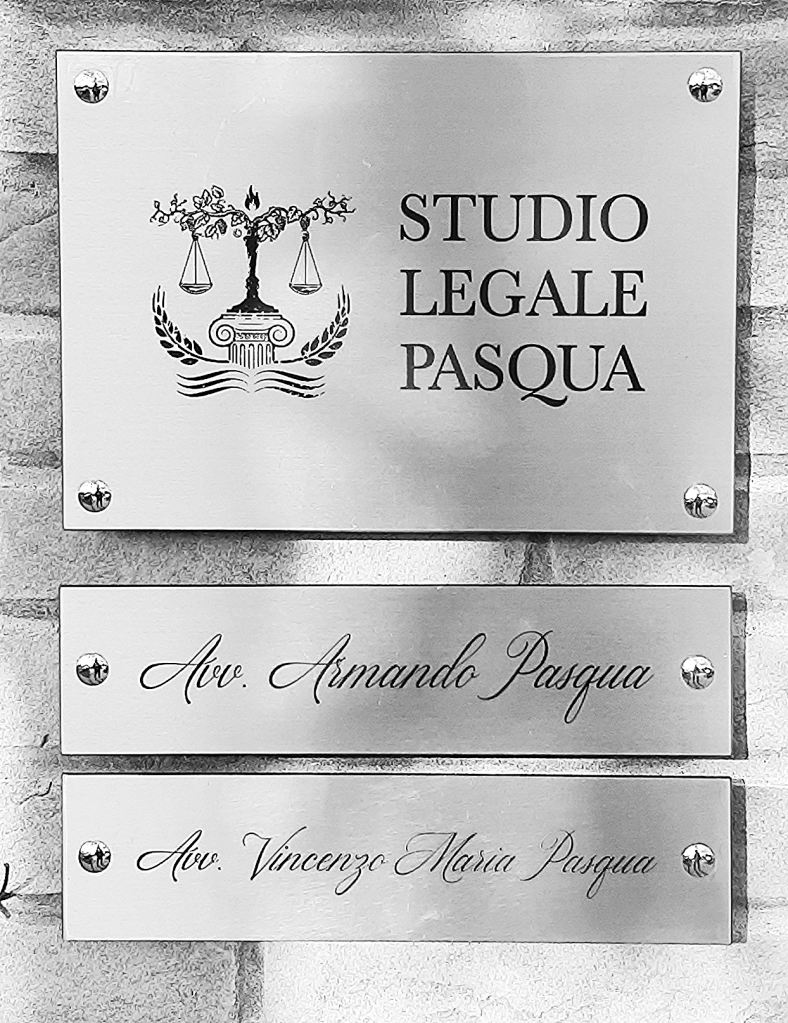 STUDIO
LEGALE
PASQUA
Avv. Armando Pasqua
Avv. Vincenzo Maria Pasqua